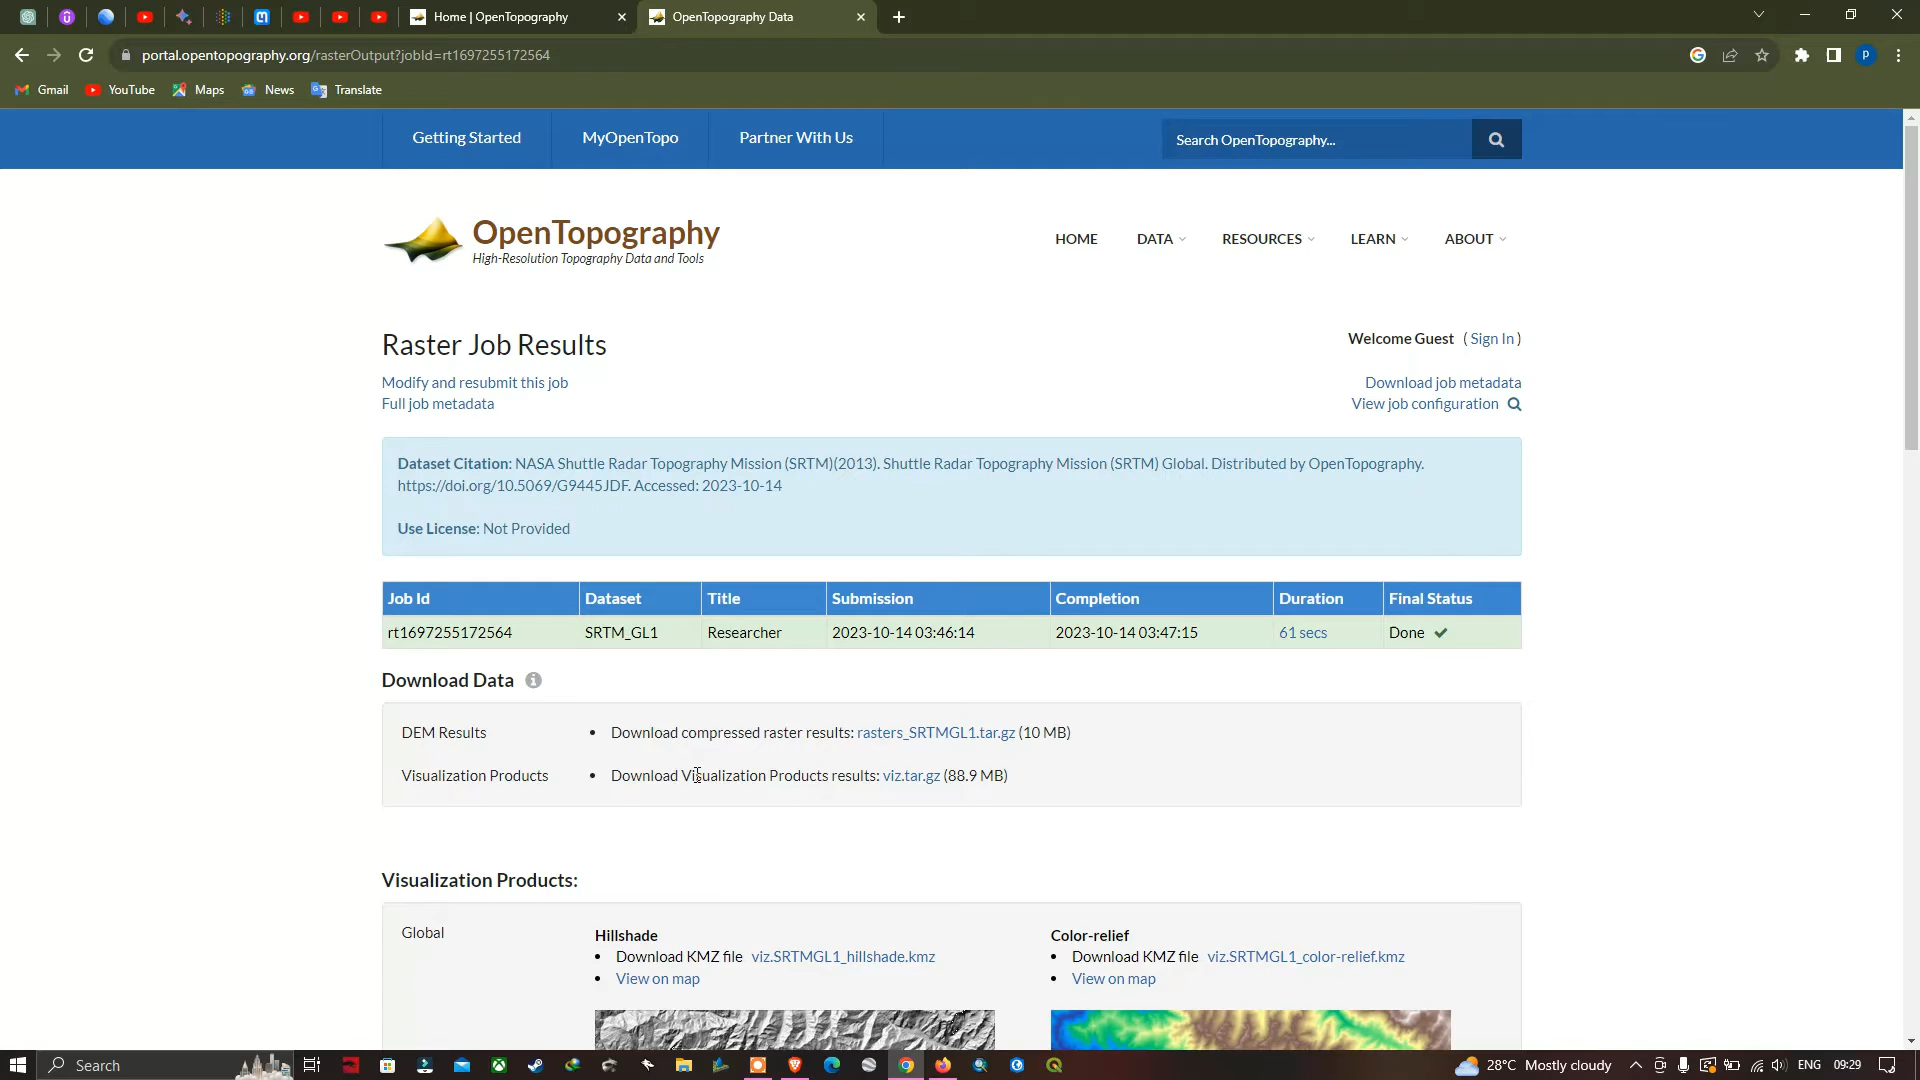 Home | OpenTopography
OpenTopography Data
portal.opentopography.org/rasterOutput?jobId=rt1697255172564
P
Gmail
YouTube
Maps
News
Translate
Getting Started
MyOpenTopo
Partner With Us
Search OpenTopography...
OpenTopography
High-Resolution Topography Data and Tools
HOME
DATA
RESOURCES
LEARN
ABOUT
Raster Job Results
Welcome Guest ( Sign In )
Modify and resubmit this job
Download job metadata
Full job metadata
View job configuration
Dataset Citation: NASA Shuttle Radar Topography Mission (SRTM)(2013). Shuttle Radar Topography Mission (SRTM) Global. Distributed by OpenTopography.
https://doi.org/10.5069/G9445JDF. Accessed: 2023-10-14
Use License: Not Provided
Job Id Dataset Title Submission Completion Duration Final Status
rt1697255172564 SRTM_GL1 Researcher 2023-10-14 03:46:14 2023-10-14 03:47:15 61 secs Done
Download Data
DEM Results • Download compressed raster results: rasters_SRTMGL1.tar.gz (10 MB)
Visualization Products • Download Visualization Products results: viz.tar.gz (88.9 MB)
Visualization Products:
Global
Hillshade
• Download KMZ file viz.SRTMGL1_hillshade.kmz
• View on map
Color-relief
• Download KMZ file viz.SRTMGL1_color-relief.kmz
• View on map
Search
28°C Mostly cloudy
ENG
09:29